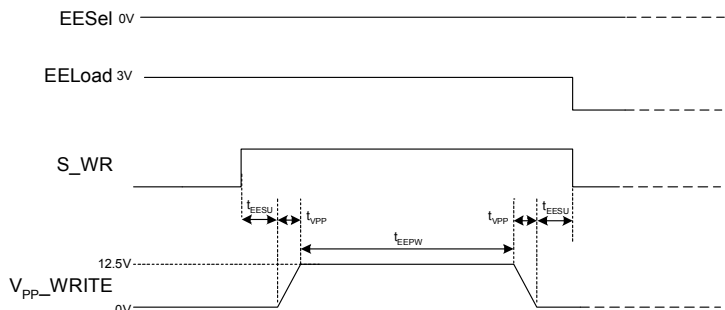 EESel 0V
EELoad 3V
S_WR
tEESU tVPP tVPP tEESU
tEEPW
12.5V
VPP_WRITE
0V